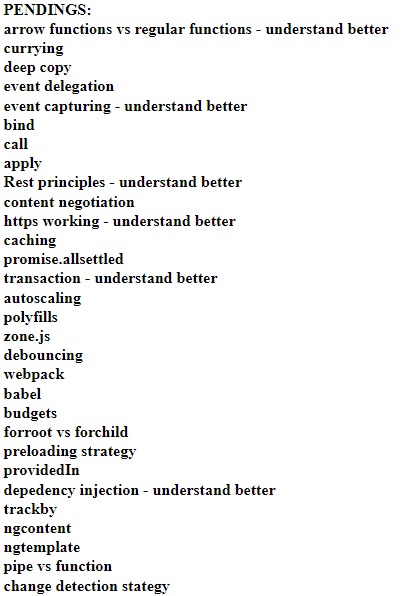 PENDINGS:
arrow functions vs regular functions - understand better
currying
deep copy
event delegation
event capturing - understand better
bind
call
apply
Rest principles - understand better
content negotiation
https working - understand better
caching
promise.allsettled
transaction - understand better
autoscaling
polyfills
zone.js
debouncing
webpack
babel
budgets
forroot vs forchild
preloading strategy
providedIn
depedency injection - understand better
trackby
ngcontent
ngtemplate
pipe vs function
change detection stategy